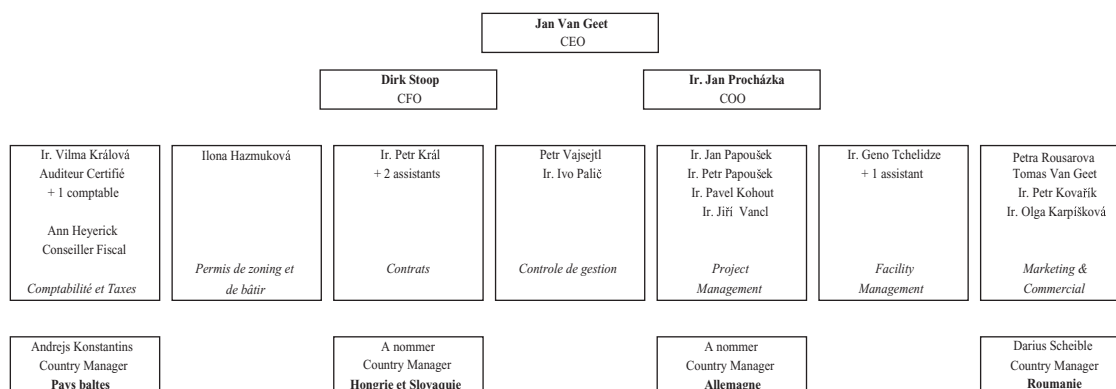 Jan Van Geet
CEO
Dirk Stoop
CFO
Ir. Jan Procházka
COO
Ir. Vilma Králová
Auditeur Certifié
+ 1 comptable
Ann Heyerick
Conseiller Fiscal
Comptabilité et Taxes
Ilona Hazmuková
Permis de zoning et
de bâtir
Ir. Petr Král
+ 2 assistants
Contrats
Petr Vajsejtl
Ir. Ivo Palič
Controle de gestion
Ir. Jan Papoušek
Ir. Petr Papoušek
Ir. Pavel Kohout
Ir. Jiří Vancl
Project
Management
Ir. Geno Tchelidze
+ 1 assistant
Facility
Management
Petra Rousarova
Tomas Van Geet
Ir. Petr Kovařík
Ir. Olga Karpíšková
Marketing &
Commercial
Andrejs Konstantins
Country Manager
Pays baltes
A nommer
Country Manager
Hongrie et Slovaquie
A nommer
Country Manager
Allemagne
Darius Scheible
Country Manager
Roumanie